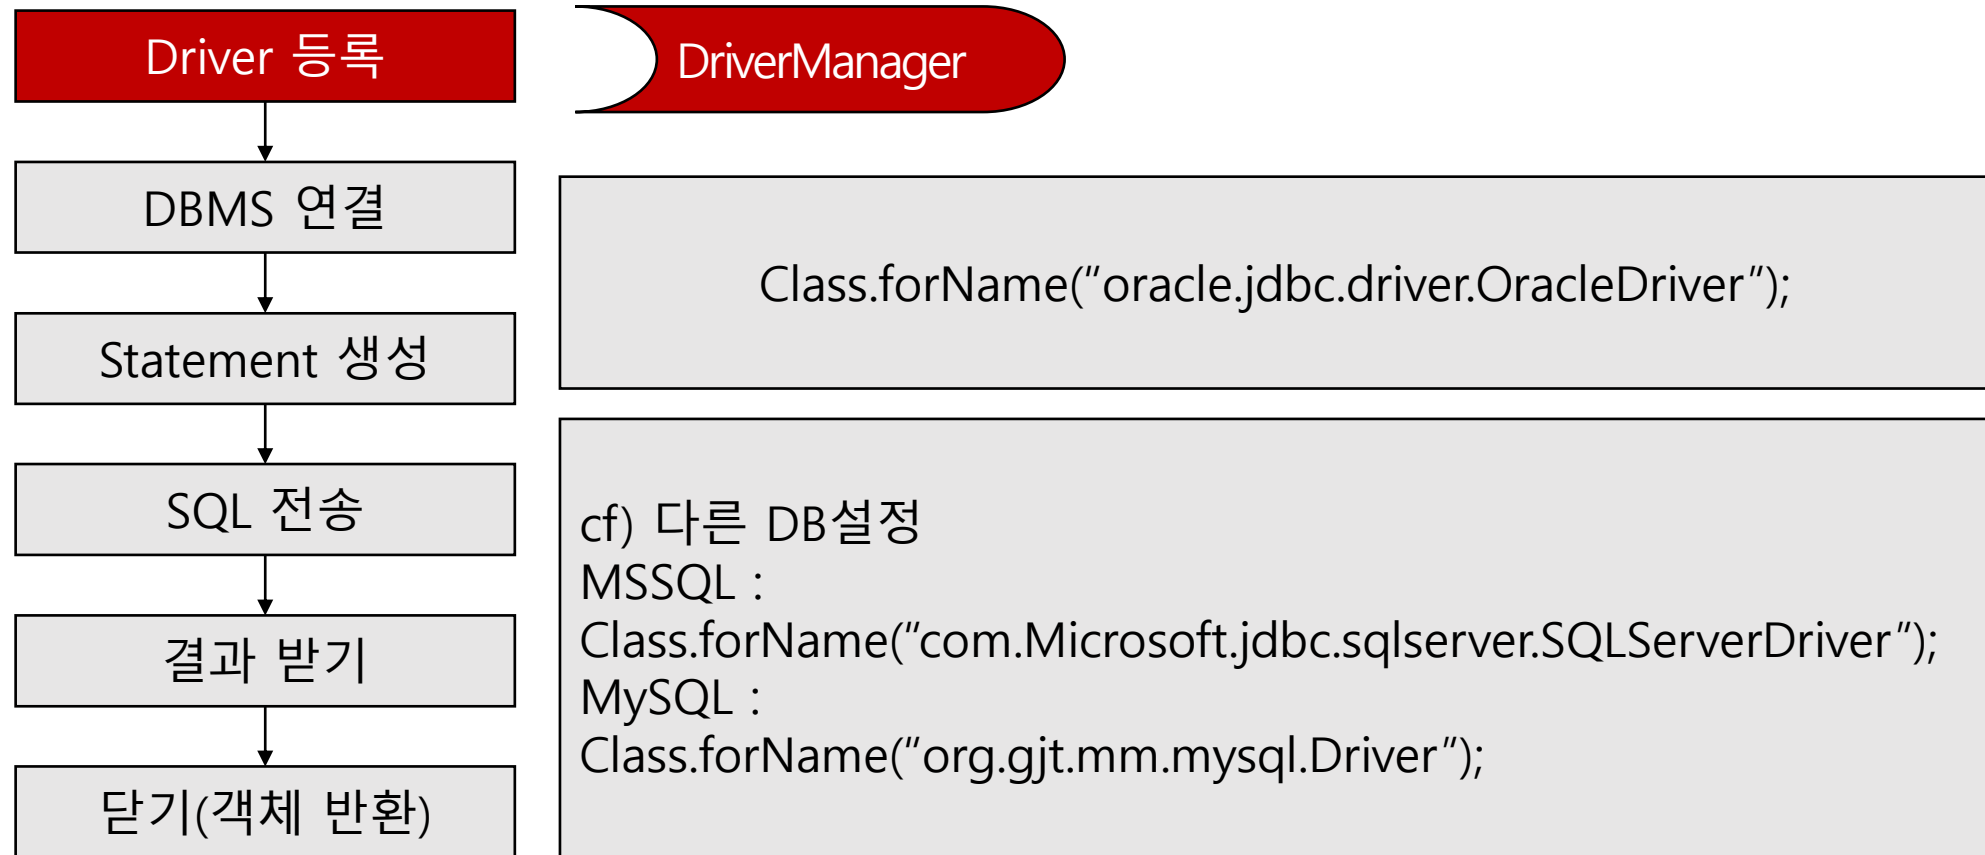 Driver 등록
DriverManager
DBMS 연결
Statement 생성
SQL 전송
결과 받기
닫기(객체 반환)
Class.forName(“oracle.jdbc.driver.OracleDriver”);
cf) 다른 DB설정
MSSQL :
Class.forName(“com.Microsoft.jdbc.sqlserver.SQLServerDriver”);
MySQL :
Class.forName(“org.gjt.mm.mysql.Driver”);